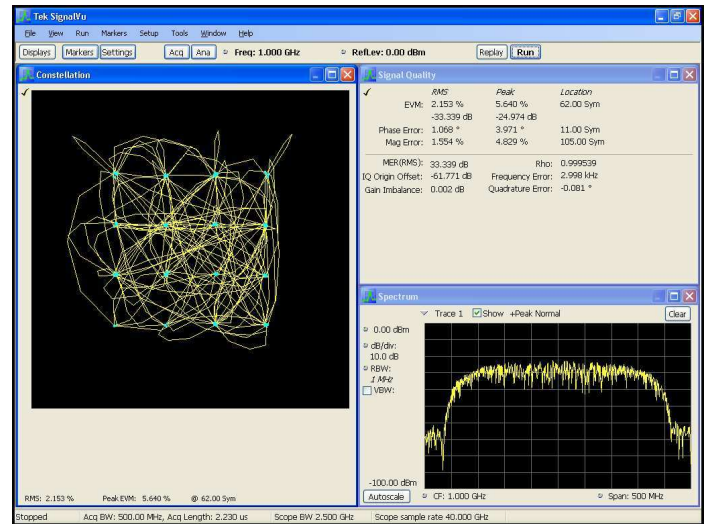 Tek SignalVu
File View Run Markers Setup Tools Window Help
Displays Markers Settings Acq Ana Freq: 1.000 GHz RefLev: 0.00 dBm Replay Run
Constellation
RMS: 2.153 % Peak EVM: 5.640 % @ 62.00 Sym
Signal Quality
RMS Peak Location
EVM: 2.153 % 5.640 % 62.00 Sym
-33.339 dB -24.974 dB
Phase Error: 1.068 ° 3.971 ° 11.00 Sym
Mag Error: 1.554 % 4.829 % 105.00 Sym
MER(RMS): 33.339 dB Rho: 0.999539
IQ Origin Offset: -61.771 dB Frequency Error: 2.998 kHz
Gain Imbalance: 0.002 dB Quadrature Error: -0.081 °
Spectrum
Trace 1 Show +Peak Normal Clear
0.00 dBm
dB/div:
10.0 dB
RBW:
1 MHz
VBW:
-100.00 dBm
Autoscale CF: 1.000 GHz Span: 500 MHz
Stopped Acq BW: 500.00 MHz, Acq Length: 2.230 us Scope BW 2.500 GHz Scope sample rate 40.000 GHz